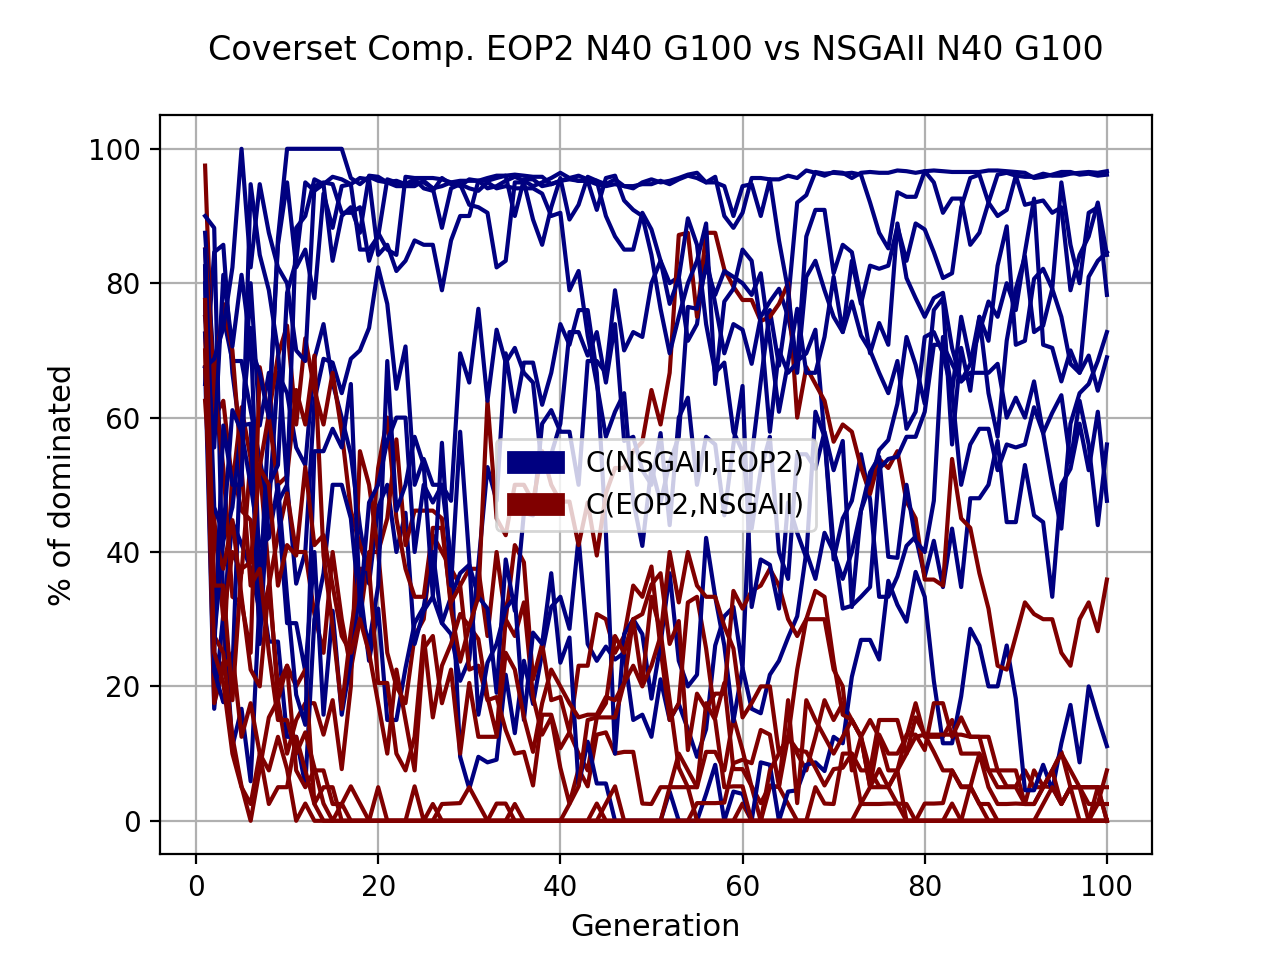 Coverset Comp. EOP2 N40 G100 vs NSGAII N40 G100
% of dominated
100
80
60
40
20
0
C(NSGAII,EOP2)
C(EOP2,NSGAII)
0 20 40 60 80 100
Generation